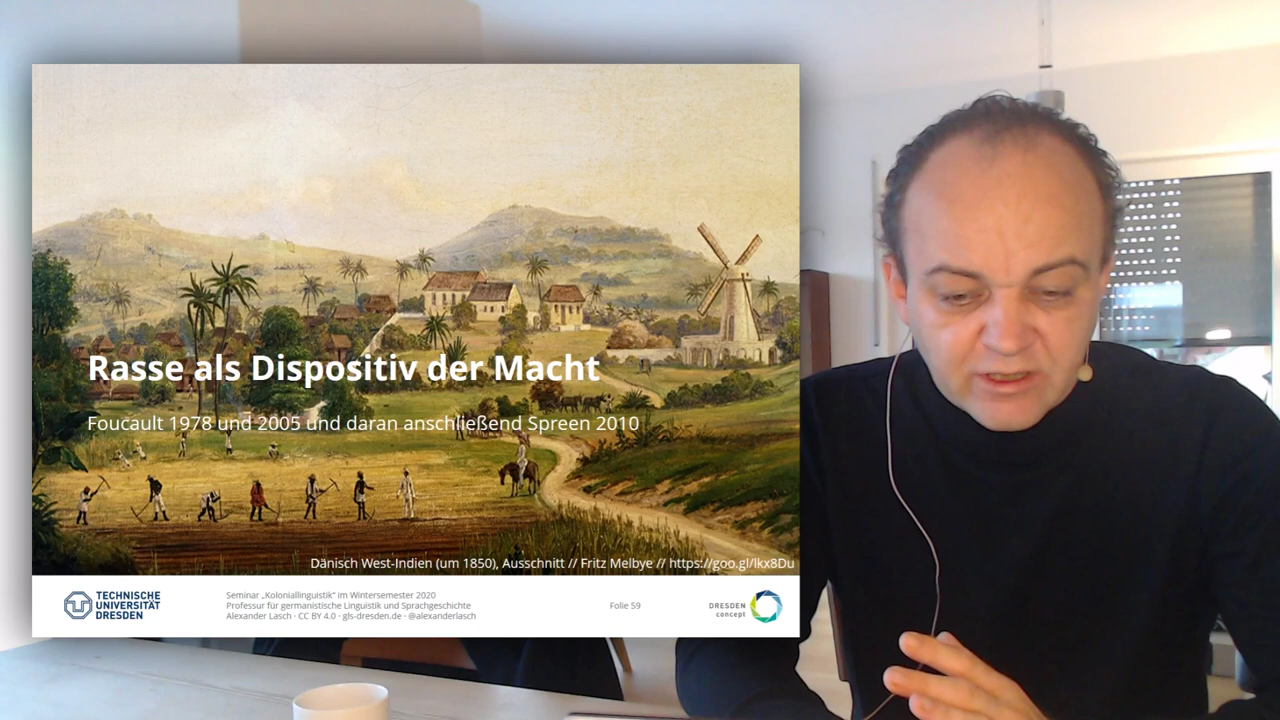 Rasse als Dispositiv der Macht
Foucault 1978 und 2005 und daran anschließend Spreen 2010
Dänisch West-Indien (um 1850), Ausschnitt // Fritz Melbye // https://goo.gl/lkx8Du
TECHNISCHE
UNIVERSITÄT
DRESDEN
Seminar „Koloniallinguistik“ im Wintersemester 2020
Professur für germanistische Linguistik und Sprachgeschichte
Alexander Lasch · CC BY 4.0 · gls-dresden.de · @alexanderlasch
Folie 59
DRESDEN
concept